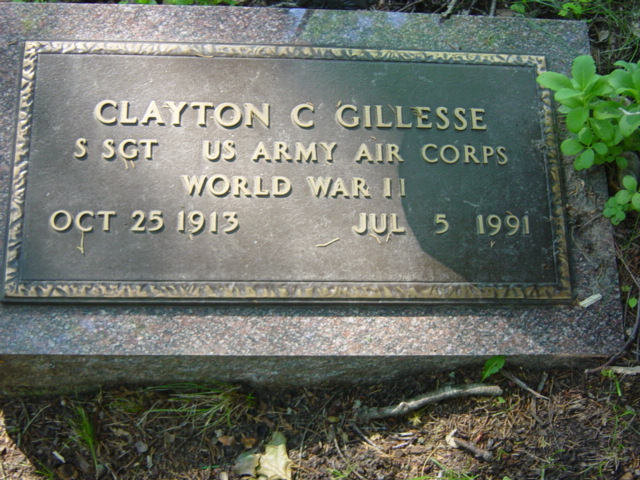 CLAYTON C GILLESSE
S SGT US ARMY AIR CORPS
WORLD WAR II
OCT 25 1913 JUL 5 1991